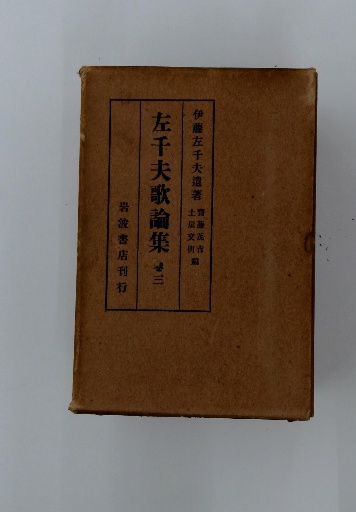 伊藤左千夫遺著
齋藤茂吉
土屋文明
編
左千夫歌論集 卷三
岩波書店刊行